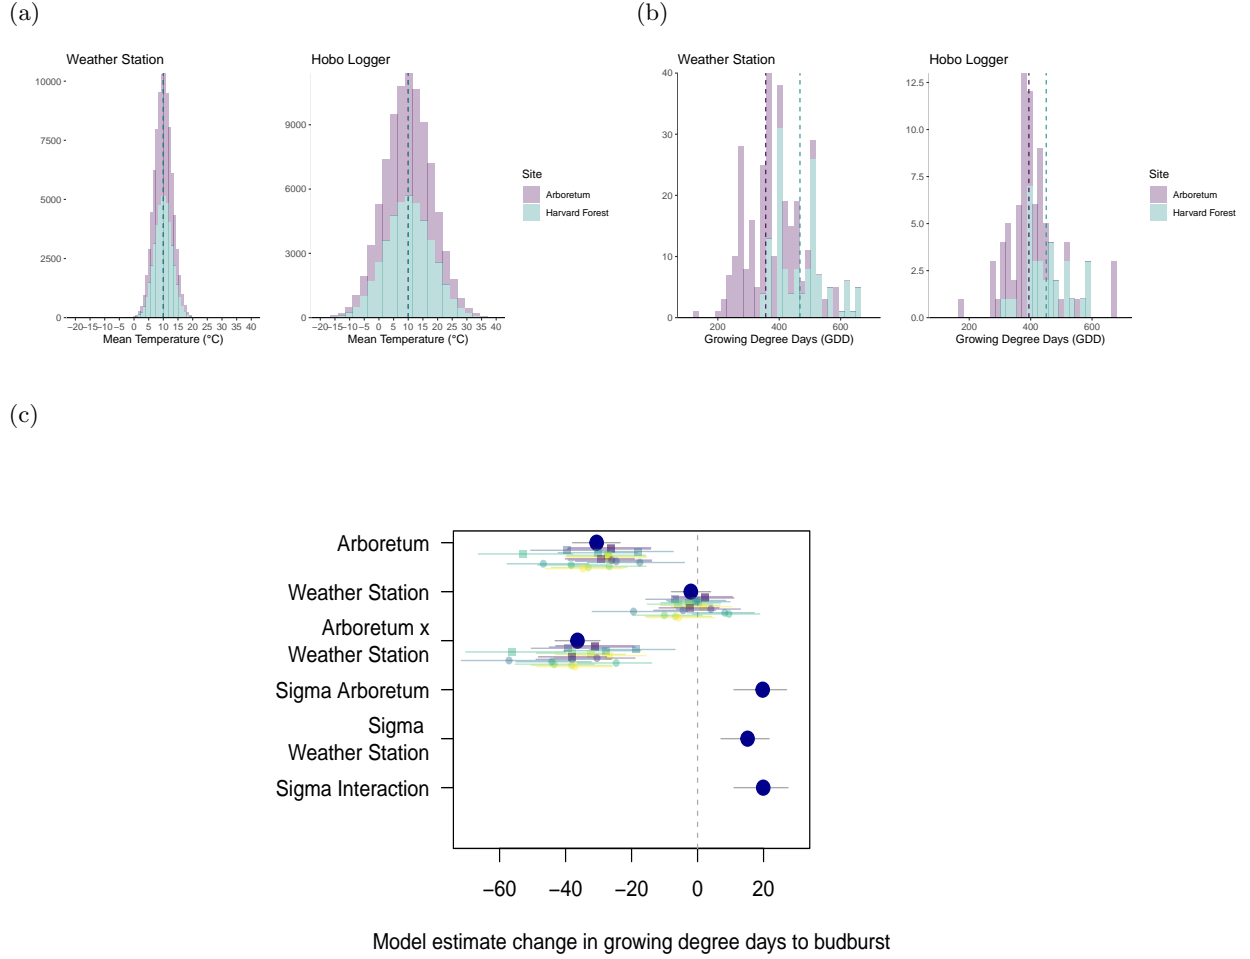 (a)
(b)
Weather Station
Hobo Logger
Weather Station
Hobo Logger
10000
7500
5000
2500
0
−20−15−10−5 0 5 10 15 20 25 30 35 40
Mean Temperature (°C)
9000
6000
3000
0
−20−15−10−5 0 5 10 15 20 25 30 35 40
Mean Temperature (°C)
Site
Arboretum
Harvard Forest
40
30
20
10
0
200 400 600
Growing Degree Days (GDD)
12.5
10.0
7.5
5.0
2.5
0.0
200 400 600
Growing Degree Days (GDD)
Site
Arboretum
Harvard Forest
(c)
Arboretum
Weather Station
Arboretum x
Weather Station
Sigma Arboretum
Sigma
Weather Station
Sigma Interaction
−60 −40 −20 0 20
Model estimate change in growing degree days to budburst